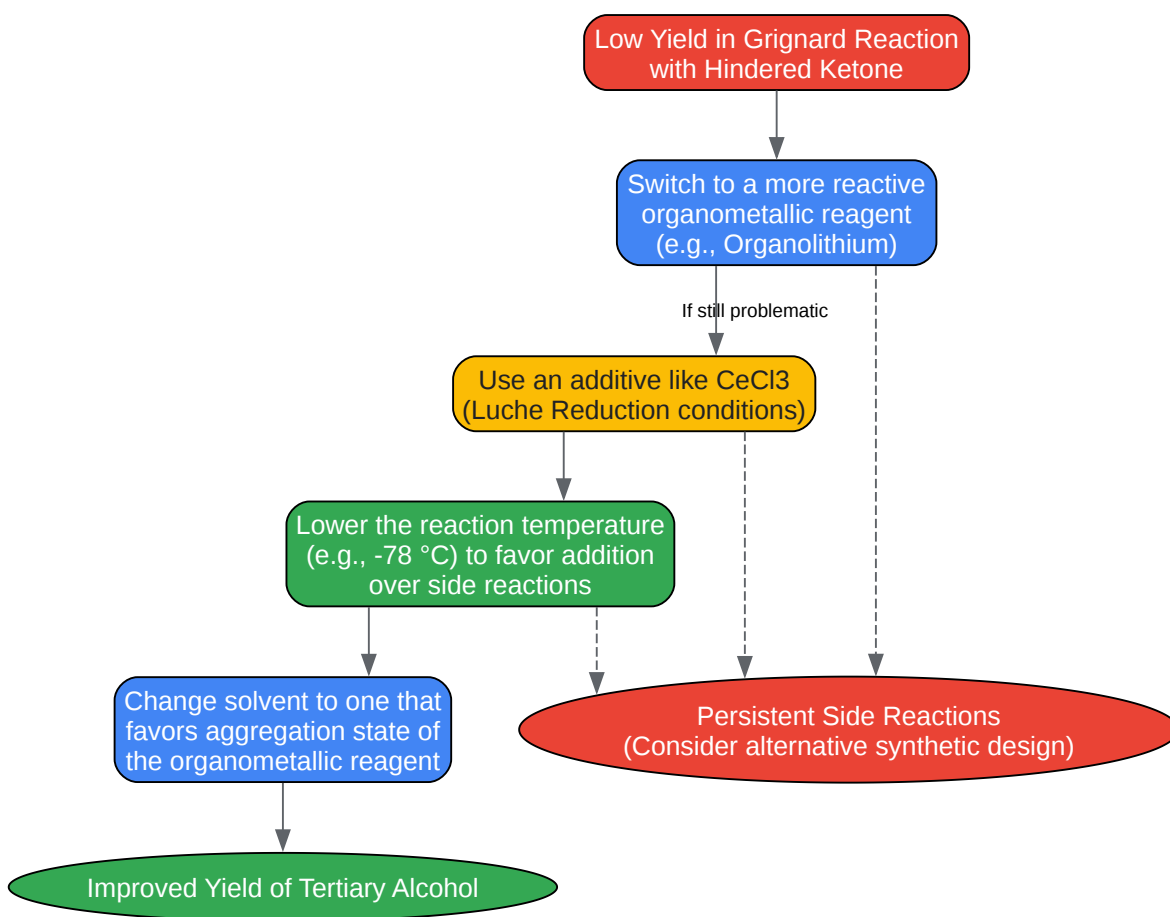 Low Yield in Grignard Reaction
with Hindered Ketone
Switch to a more reactive
organometallic reagent
(e.g., Organolithium)
If still problematic
Use an additive like CeCl3
(Luche Reduction conditions)
Lower the reaction temperature
(e.g., -78 °C) to favor addition
over side reactions
Change solvent to one that
favors aggregation state of
the organometallic reagent
Persistent Side Reactions
(Consider alternative synthetic design)
Improved Yield of Tertiary Alcohol